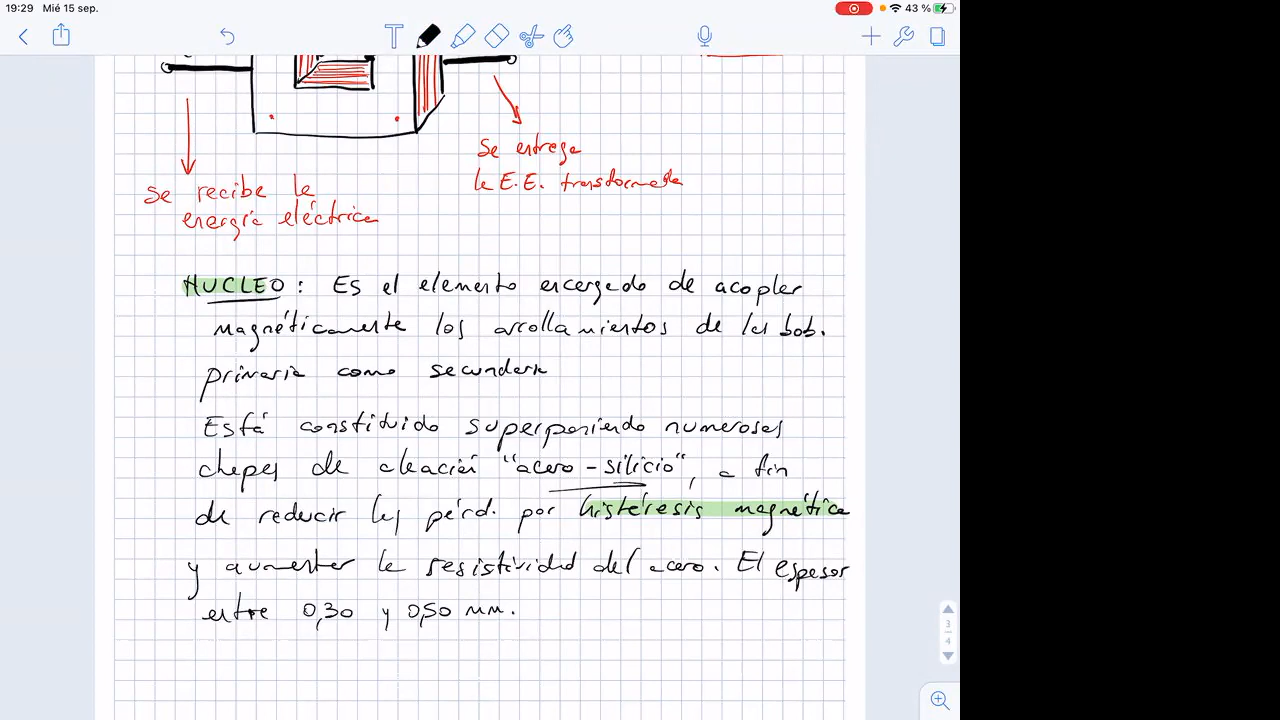 19:29 Mié 15 sep.
43 %
T
se entrega
la E.E. transformada
se recibe la
energía eléctrica
NUCLEO: Es el elemento encargado de acoplar
magnéticamente los arrollamientos de las bob.
primaria como secundaria
Está constituido superponiendo numerosas
chapas de aleación "acero-silicio", a fin
de reducir las pérd. por histéresis magnética
y aumentar la resistividad del acero. El espesor
entre 0,30 y 0,50 mm.
3
4